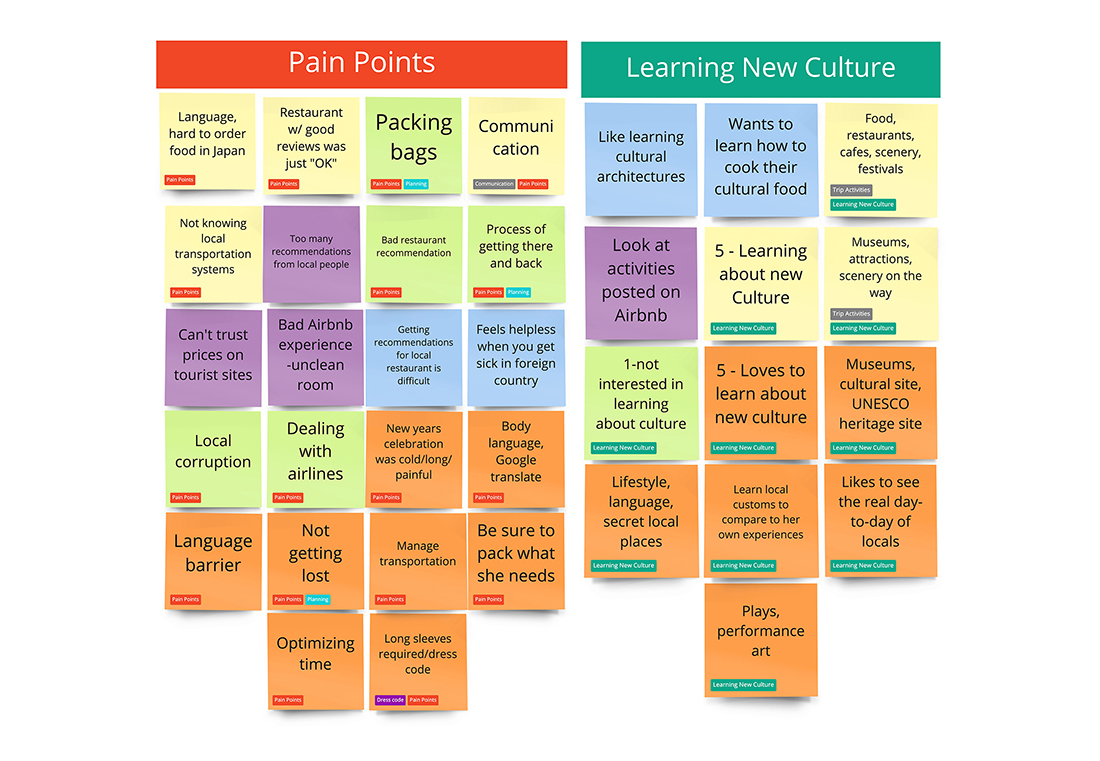 Pain Points
Language,
hard to order
food in Japan
Pain Points
Restaurant
w/ good
reviews was
just "OK"
Pain Points
Packing
bags
Pain Points Planning
Communi
cation
Communication Pain Points
Not knowing
local
transportation
systems
Pain Points
Too many
recommendations
from local people
Bad restaurant
recommendation
Pain Points
Process of
getting there
and back
Pain Points Planning
Can't trust
prices on
tourist sites
Bad Airbnb
experience
-unclean
room
Getting
recommendations
for local
restaurant is
difficult
Feels helpless
when you get
sick in foreign
country
Local
corruption
Pain Points
Dealing
with
airlines
Pain Points
New years
celebration
was cold/long/
painful
Pain Points
Body
language,
Google
translate
Pain Points
Language
barrier
Pain Points
Not
getting
lost
Pain Points Planning
Manage
transportation
Pain Points
Be sure to
pack what
she needs
Pain Points
Optimizing
time
Pain Points
Long sleeves
required/dress
code
Dress code Pain Points
Learning New Culture
Like learning
cultural
architectures
Wants to
learn how to
cook their
cultural food
Food,
restaurants,
cafes, scenery,
festivals
Trip Activities
Learning New Culture
Look at
activities
posted on
Airbnb
5 - Learning
about new
Culture
Learning New Culture
Museums,
attractions,
scenery on the
way
Trip Activities
Learning New Culture
1-not
interested in
learning
about culture
Learning New Culture
5 - Loves to
learn about
new culture
Learning New Culture
Museums,
cultural site,
UNESCO
heritage site
Learning New Culture
Lifestyle,
language,
secret local
places
Learning New Culture
Learn local
customs to
compare to her
own experiences
Learning New Culture
Likes to see
the real day-
to-day of
locals
Learning New Culture
Plays,
performance
art
Learning New Culture